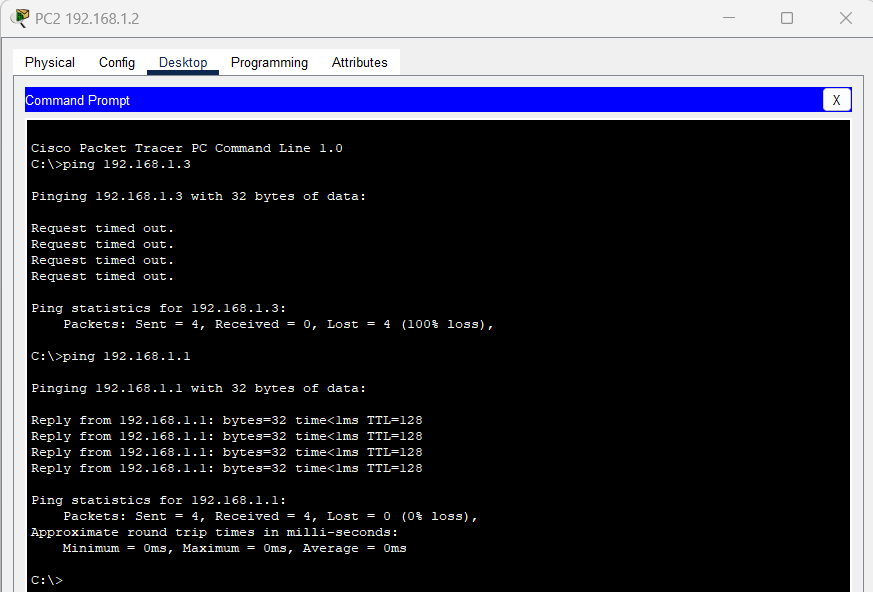 PC2 192.168.1.2
Physical Config Desktop Programming Attributes
Command Prompt
X
Cisco Packet Tracer PC Command Line 1.0
C:\>ping 192.168.1.3
Pinging 192.168.1.3 with 32 bytes of data:
Request timed out.
Request timed out.
Request timed out.
Request timed out.
Ping statistics for 192.168.1.3:
Packets: Sent = 4, Received = 0, Lost = 4 (100% loss),
C:\>ping 192.168.1.1
Pinging 192.168.1.1 with 32 bytes of data:
Reply from 192.168.1.1: bytes=32 time<1ms TTL=128
Reply from 192.168.1.1: bytes=32 time<1ms TTL=128
Reply from 192.168.1.1: bytes=32 time<1ms TTL=128
Reply from 192.168.1.1: bytes=32 time<1ms TTL=128
Ping statistics for 192.168.1.1:
Packets: Sent = 4, Received = 4, Lost = 0 (0% loss),
Approximate round trip times in milli-seconds:
Minimum = 0ms, Maximum = 0ms, Average = 0ms
C:\>